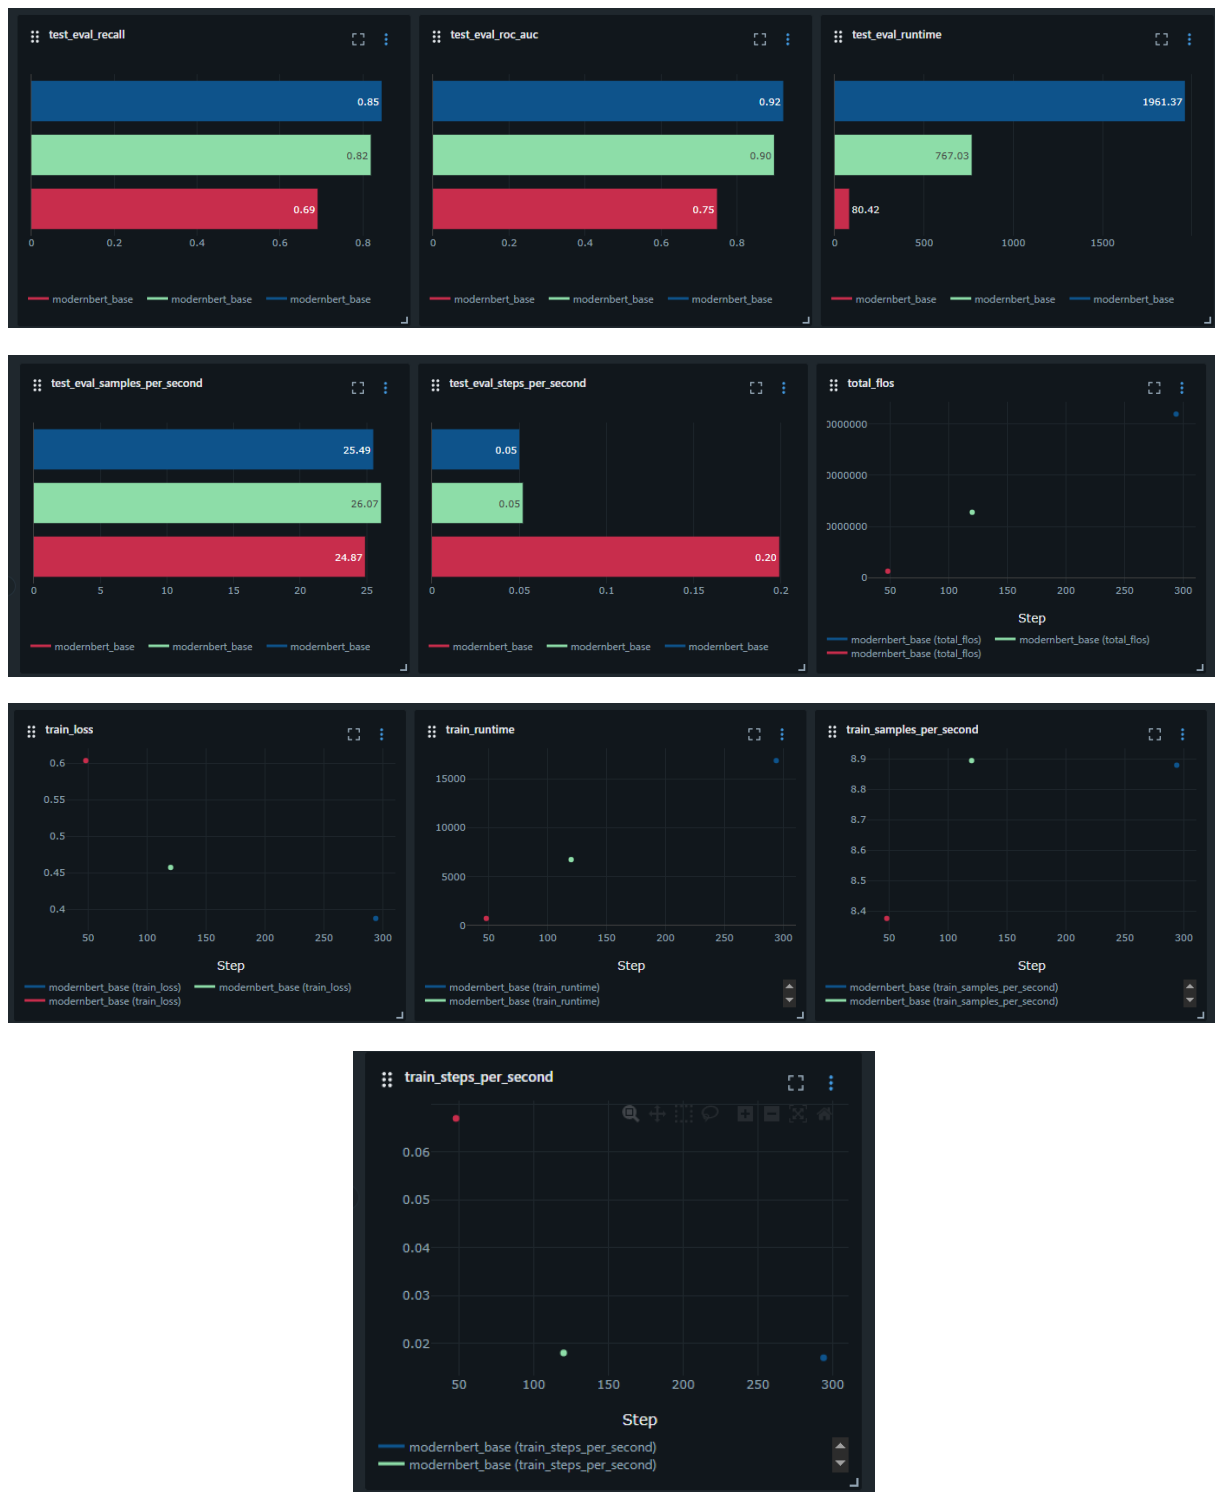 test_eval_recall
0.85
0.82
0.69
0 0.2 0.4 0.6 0.8
modernbert_base modernbert_base modernbert_base
test_eval_roc_auc
0.92
0.90
0.75
0 0.2 0.4 0.6 0.8
modernbert_base modernbert_base modernbert_base
test_eval_runtime
1961.37
767.03
80.42
0 500 1000 1500
modernbert_base modernbert_base modernbert_base
test_eval_samples_per_second
25.49
26.07
24.87
0 5 10 15 20 25
modernbert_base modernbert_base modernbert_base
test_eval_steps_per_second
0.05
0.05
0.20
0 0.05 0.1 0.15 0.2
modernbert_base modernbert_base modernbert_base
total_flos
0000000
0000000
0000000
0
50 100 150 200 250 300
Step
modernbert_base (total_flos) modernbert_base (total_flos)
modernbert_base (total_flos)
train_loss
0.6
0.55
0.5
0.45
0.4
50 100 150 200 250 300
Step
modernbert_base (train_loss) modernbert_base (train_loss)
modernbert_base (train_loss)
train_runtime
15000
10000
5000
0
50 100 150 200 250 300
Step
modernbert_base (train_runtime)
modernbert_base (train_runtime)
train_samples_per_second
8.9
8.8
8.7
8.6
8.5
8.4
50 100 150 200 250 300
Step
modernbert_base (train_samples_per_second)
modernbert_base (train_samples_per_second)
train_steps_per_second
0.06
0.05
0.04
0.03
0.02
50 100 150 200 250 300
Step
modernbert_base (train_steps_per_second)
modernbert_base (train_steps_per_second)